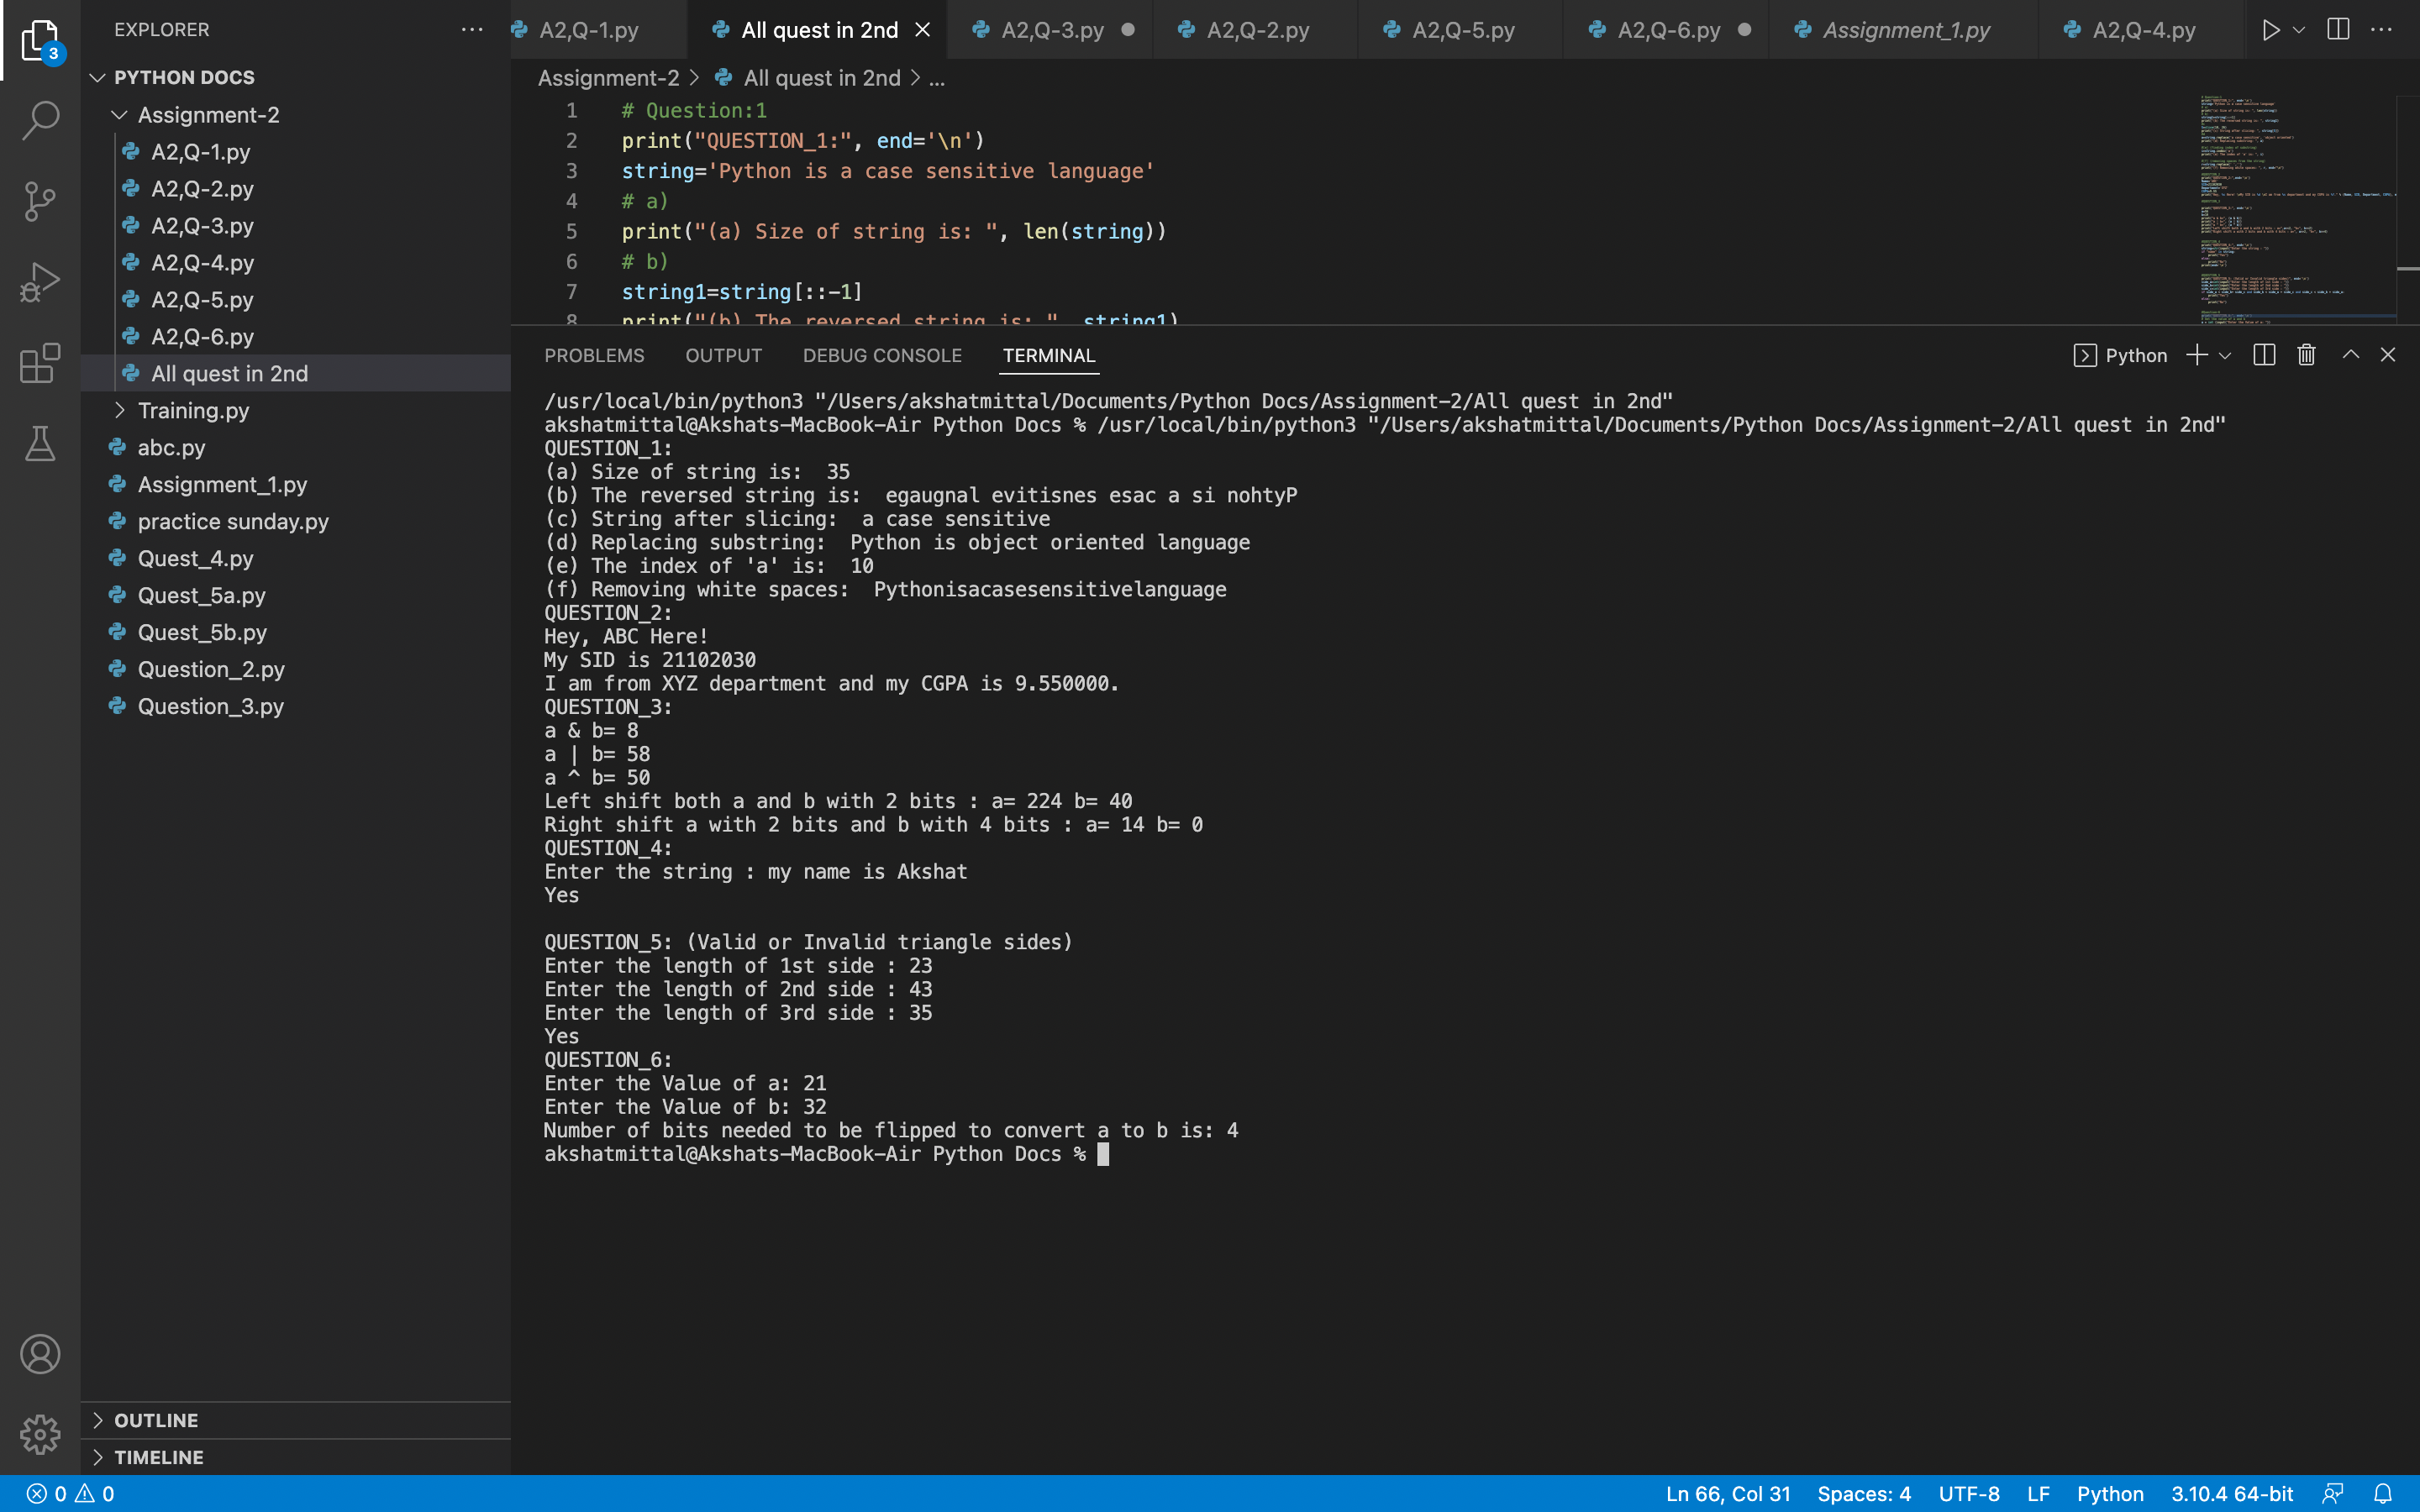 3
EXPLORER
PYTHON DOCS
Assignment-2
A2,Q-1.py
A2,Q-2.py
A2,Q-3.py
A2,Q-4.py
A2,Q-5.py
A2,Q-6.py
All quest in 2nd
Training.py
abc.py
Assignment_1.py
practice sunday.py
Quest_4.py
Quest_5a.py
Quest_5b.py
Question_2.py
Question_3.py
OUTLINE
TIMELINE
A2,Q-1.py All quest in 2nd A2,Q-3.py A2,Q-2.py A2,Q-5.py A2,Q-6.py Assignment_1.py A2,Q-4.py
Assignment-2 > All quest in 2nd > ...
1 # Question:1
2 print("QUESTION_1:", end='\n')
3 string='Python is a case sensitive language'
4 # a)
5 print("(a) Size of string is: ", len(string))
6 # b)
7 string1=string[::-1]
8 print("(b) The reversed string is: ", string1)
PROBLEMS OUTPUT DEBUG CONSOLE TERMINAL Python
/usr/local/bin/python3 "/Users/akshatmittal/Documents/Python Docs/Assignment-2/All quest in 2nd"
akshatmittal@Akshats-MacBook-Air Python Docs % /usr/local/bin/python3 "/Users/akshatmittal/Documents/Python Docs/Assignment-2/All quest in 2nd"
QUESTION_1:
(a) Size of string is:  35
(b) The reversed string is:  egaugnal evitisnes esac a si nohtyP
(c) String after slicing:  a case sensitive
(d) Replacing substring:  Python is object oriented language
(e) The index of 'a' is:  10
(f) Removing white spaces:  Pythonisacasesensitivelanguage
QUESTION_2:
Hey, ABC Here!
My SID is 21102030
I am from XYZ department and my CGPA is 9.550000.
QUESTION_3:
a & b= 8
a | b= 58
a ^ b= 50
Left shift both a and b with 2 bits : a= 224 b= 40
Right shift a with 2 bits and b with 4 bits : a= 14 b= 0
QUESTION_4:
Enter the string : my name is Akshat
Yes
QUESTION_5: (Valid or Invalid triangle sides)
Enter the length of 1st side : 23
Enter the length of 2nd side : 43
Enter the length of 3rd side : 35
Yes
QUESTION_6:
Enter the Value of a: 21
Enter the Value of b: 32
Number of bits needed to be flipped to convert a to b is: 4
akshatmittal@Akshats-MacBook-Air Python Docs %
0 0 Ln 66, Col 31 Spaces: 4 UTF-8 LF Python 3.10.4 64-bit